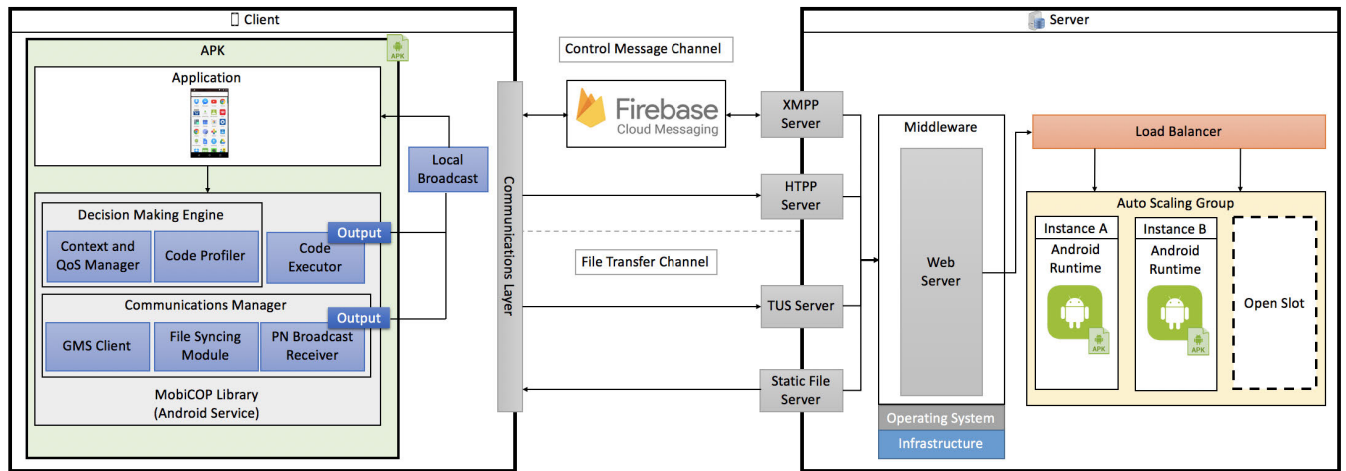 Client
APK
APK
Application
Local
Broadcast
Decision Making Engine
Context and
QoS Manager
Code Profiler
Output
Code
Executor
Communications Manager
Output
GMS Client
File Syncing
Module
PN Broadcast
Receiver
MobiCOP Library
(Android Service)
Communications Layer
Control Message Channel
Firebase
Cloud Messaging
File Transfer Channel
Server
XMPP
Server
HTPP
Server
TUS Server
Static File
Server
Middleware
Web
Server
Operating System
Infrastructure
Load Balancer
Auto Scaling Group
Instance A
Android
Runtime
APK
Instance B
Android
Runtime
APK
Open Slot